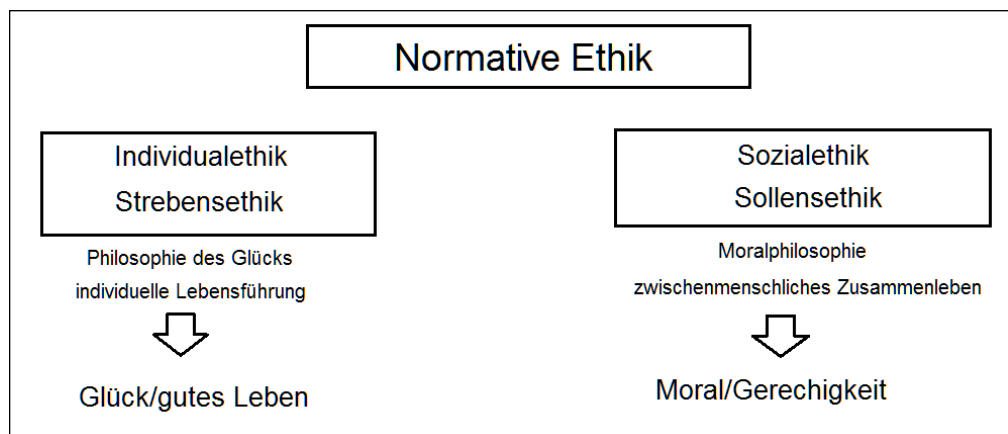 Normative Ethik
Individualethik
Strebensethik
Philosophie des Glücks
individuelle Lebensführung
Glück/gutes Leben
Sozialethik
Sollensethik
Moralphilosophie
zwischenmenschliches Zusammenleben
Moral/Gerechigkeit